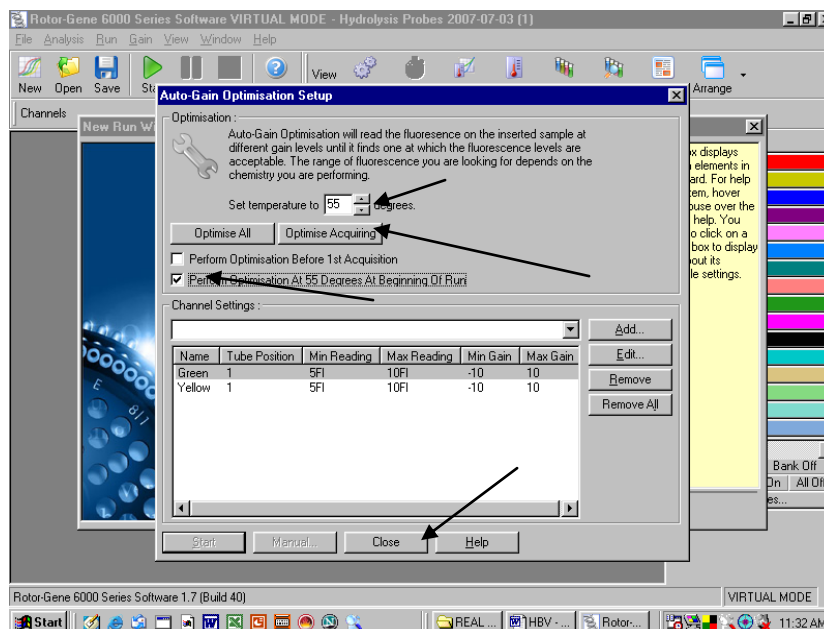 Rotor-Gene 6000 Series Software VIRTUAL MODE - Hydrolysis Probes 2007-07-03 (1)
File Analysis Run Gain View Window Help
New Open Save View Arrange
Channels
New Run
Auto-Gain Optimisation Setup
Optimisation :
Auto-Gain Optimisation will read the fluoresence on the inserted sample at
different gain levels until it finds one at which the fluorescence levels are
acceptable. The range of fluorescence you are looking for depends on the
chemistry you are performing.
Set temperature to 55 degrees.
Optimise All Optimise Acquiring
Perform Optimisation Before 1st Acquisition
Perform Optimisation At 55 Degrees At Beginning Of Run
Channel Settings :
Add...
Name Tube Position Min Reading Max Reading Min Gain Max Gain
Green 1 5Fl 10Fl -10 10
Yellow 1 5Fl 10Fl -10 10
Edit...
Remove
Remove All
Start Manual... Close Help
displays
elements in
For help
hover
over the
help. You
click on a
box to display
its
settings.
Bank Off
On All
Rotor-Gene 6000 Series Software 1.7 (Build 40) VIRTUAL MODE
Start REAL ... HBV - ... Rotor-... 11:32 AM